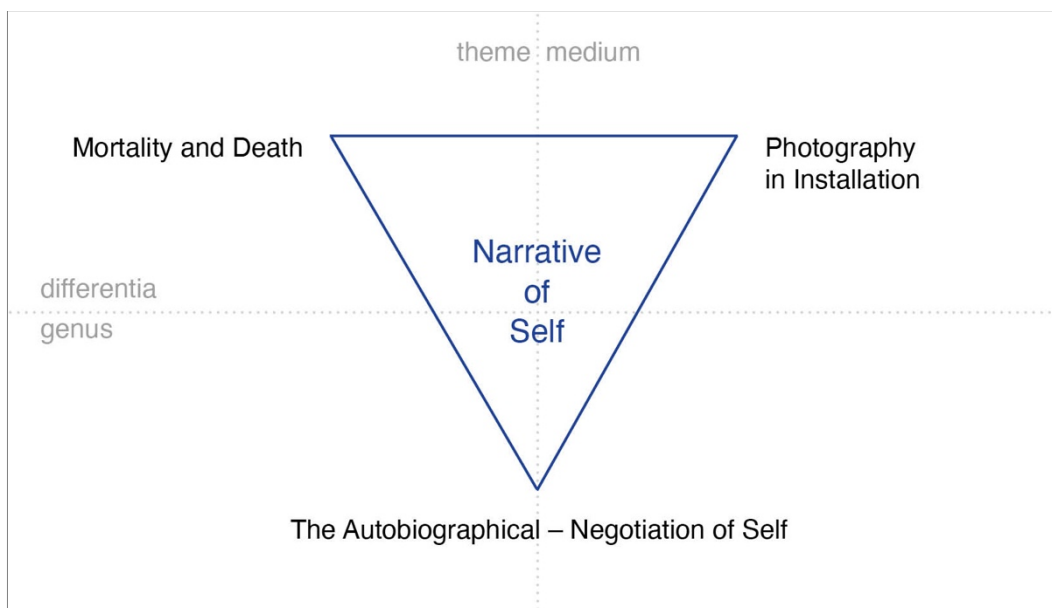 theme medium
Mortality and Death
Photography
in Installation
Narrative
of
Self
differentia
genus
The Autobiographical – Negotiation of Self